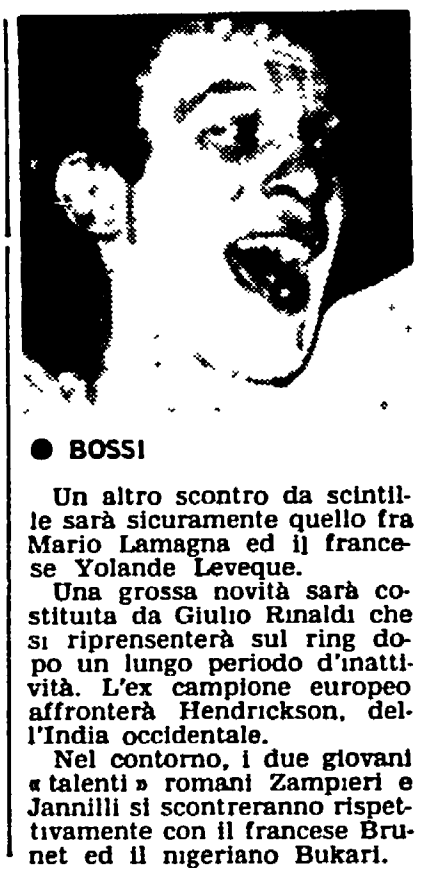 ● BOSSI
Un altro scontro da scintil-
le sarà sicuramente quello fra
Mario Lamagna ed il france-
se Yolande Leveque.
Una grossa novità sarà co-
stituita da Giulio Rinaldi che
si riprensenterà sul ring do-
po un lungo periodo d'inatti-
vità. L'ex campione europeo
affronterà Hendrickson, del-
l'India occidentale.
Nel contorno, i due giovani
« talenti » romani Zampieri e
Jannilli si scontreranno rispet-
tivamente con il francese Bru-
net ed il nigeriano Bukari.